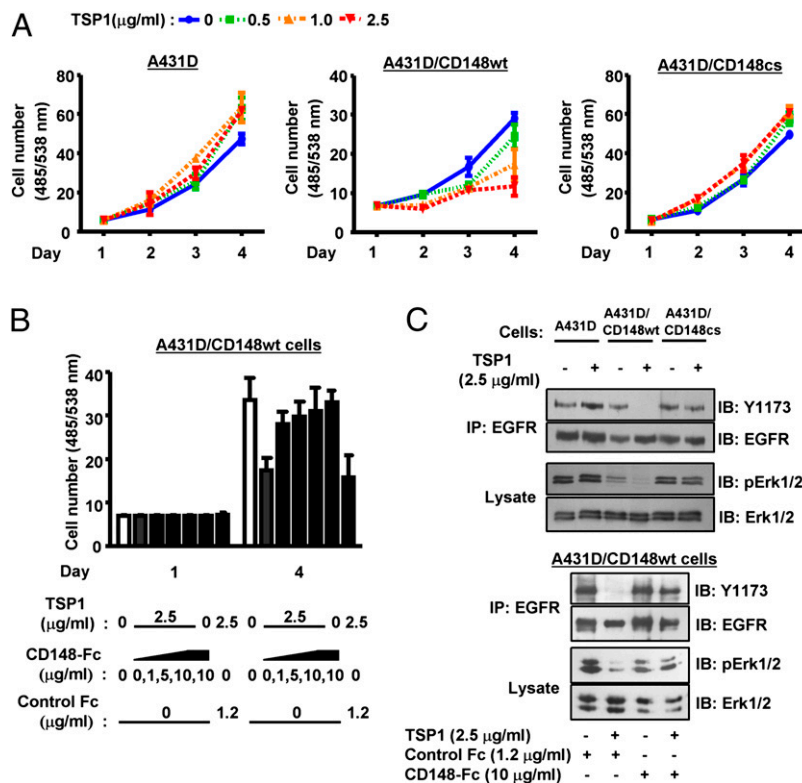 A
TSP1(μg/ml) : 0 0.5 1.0 2.5
A431D
A431D/CD148wt
A431D/CD148cs
Cell number
(485/538 nm)
80
60
40
20
0
Day 1 2 3 4
Cell number
(485/538 nm)
40
30
20
10
0
1 2 3 4
Cell number
(485/538 nm)
80
60
40
20
0
1 2 3 4
B
A431D/CD148wt cells
Cell number (485/538 nm)
40
30
20
10
0
Day 1 4
TSP1
(μg/ml) : 0 2.5 0 2.5 0 2.5 0 2.5
CD148-Fc
(μg/ml) : 0 0,1,5,10,10 0 0 0,1,5,10,10 0
Control Fc
(μg/ml) : 0 1.2 0 1.2
C
Cells: A431D A431D/CD148wt A431D/CD148cs
TSP1
(2.5 μg/ml)
- + - + - +
IP: EGFR
IB: Y1173
IB: EGFR
Lysate
IB: pErk1/2
IB: Erk1/2
A431D/CD148wt cells
IP: EGFR
IB: Y1173
IB: EGFR
Lysate
IB: pErk1/2
IB: Erk1/2
TSP1 (2.5 μg/ml) - + - +
Control Fc (1.2 μg/ml) + + - -
CD148-Fc (10 μg/ml) - - + +